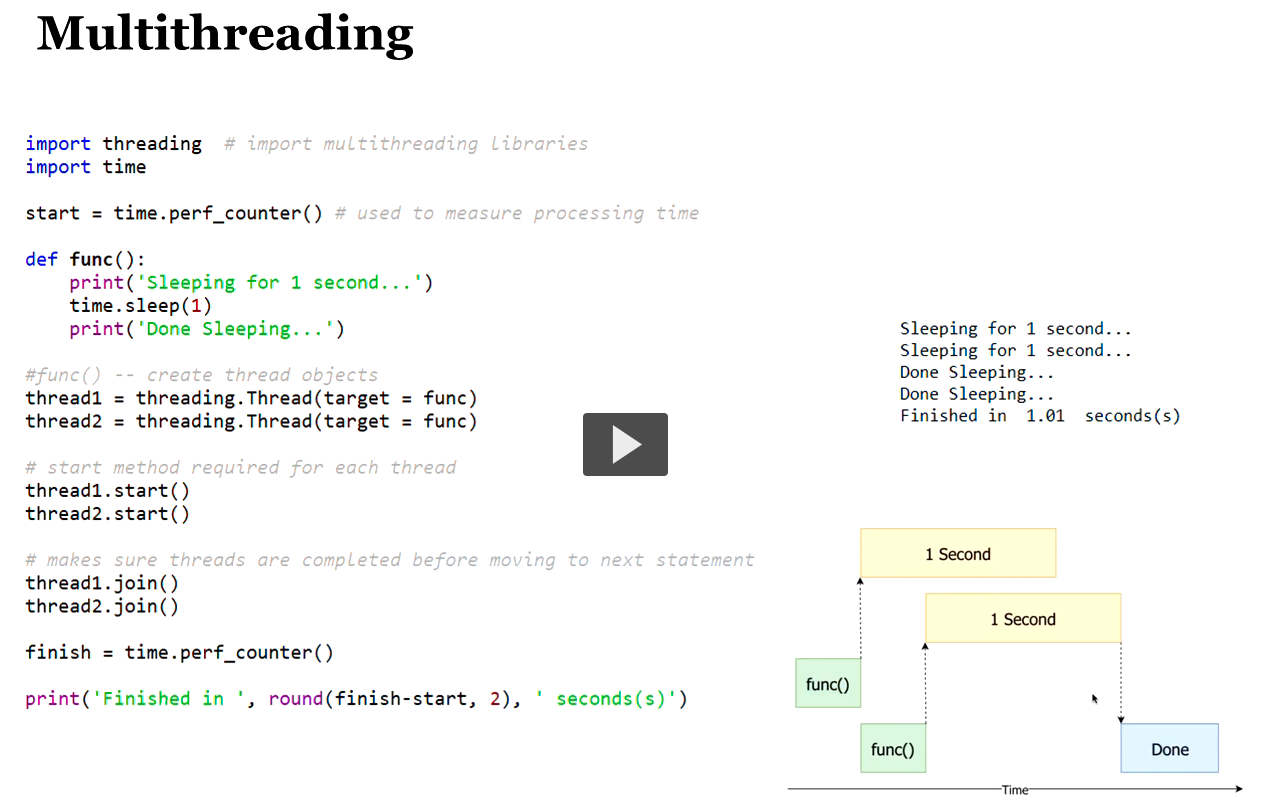 Multithreading
import threading  # import multithreading libraries
import time
start = time.perf_counter() # used to measure processing time
def func():
    print('Sleeping for 1 second...')
    time.sleep(1)
    print('Done Sleeping...')
#func() -- create thread objects
thread1 = threading.Thread(target = func)
thread2 = threading.Thread(target = func)
# start method required for each thread
thread1.start()
thread2.start()
# makes sure threads are completed before moving to next statement
thread1.join()
thread2.join()
finish = time.perf_counter()
print('Finished in ', round(finish-start, 2), ' seconds(s)')
Sleeping for 1 second...
Sleeping for 1 second...
Done Sleeping...
Done Sleeping...
Finished in  1.01  seconds(s)
1 Second
1 Second
func()
func()
Done
Time